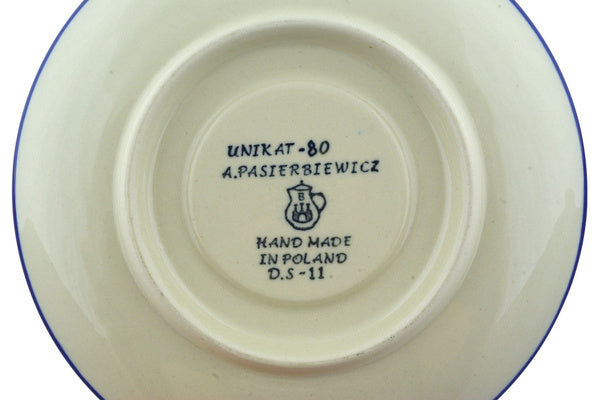 UNIKAT-80
A.PASIERBIEWICZ
B
HAND MADE
IN POLAND
D.S-11